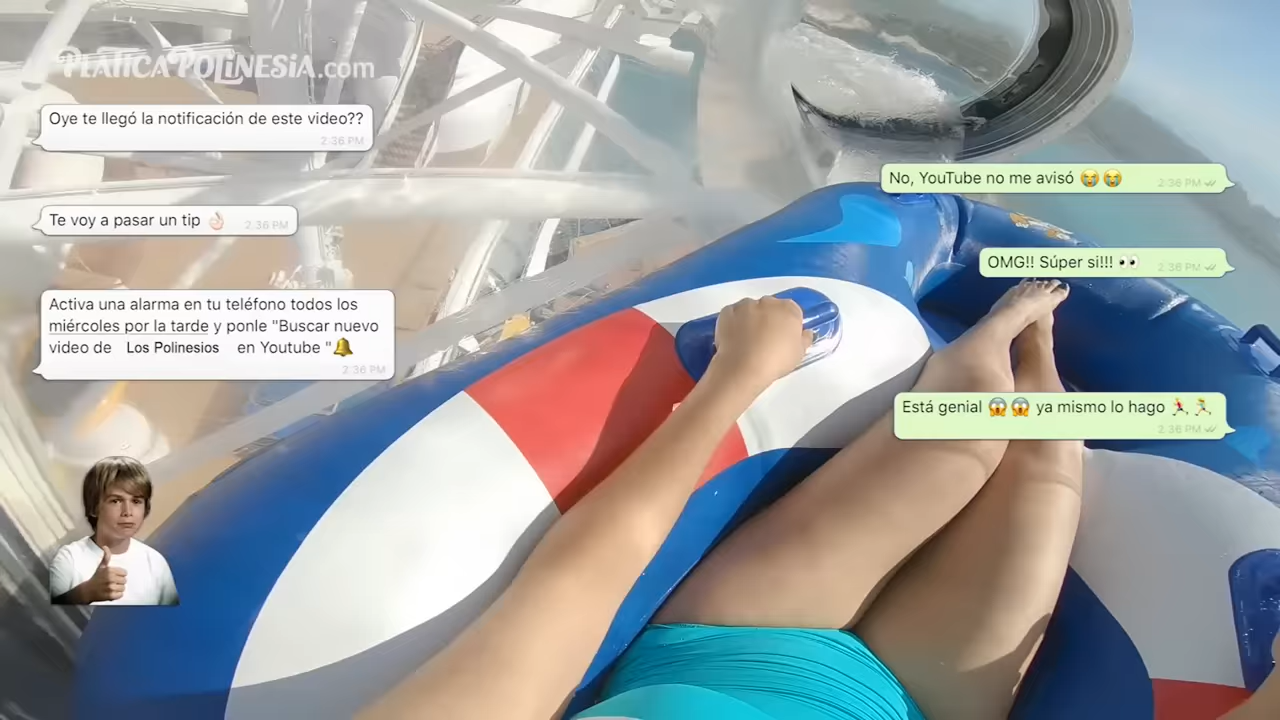 PLATICAPOLINESIA.com
Oye te llegó la notificación de este video??
2:36 PM
No, YouTube no me avisó 😭😭
2:36 PM
Te voy a pasar un tip 👌🏻
2:36 PM
OMG!! Súper si!!! 👀
2:36 PM
Activa una alarma en tu teléfono todos los
miércoles por la tarde y ponle "Buscar nuevo
video de Los Polinesios en Youtube "🔔
2:36 PM
Está genial 😱😱 ya mismo lo hago 🏃🏻‍♀️🏃🏼‍♂️
2:36 PM